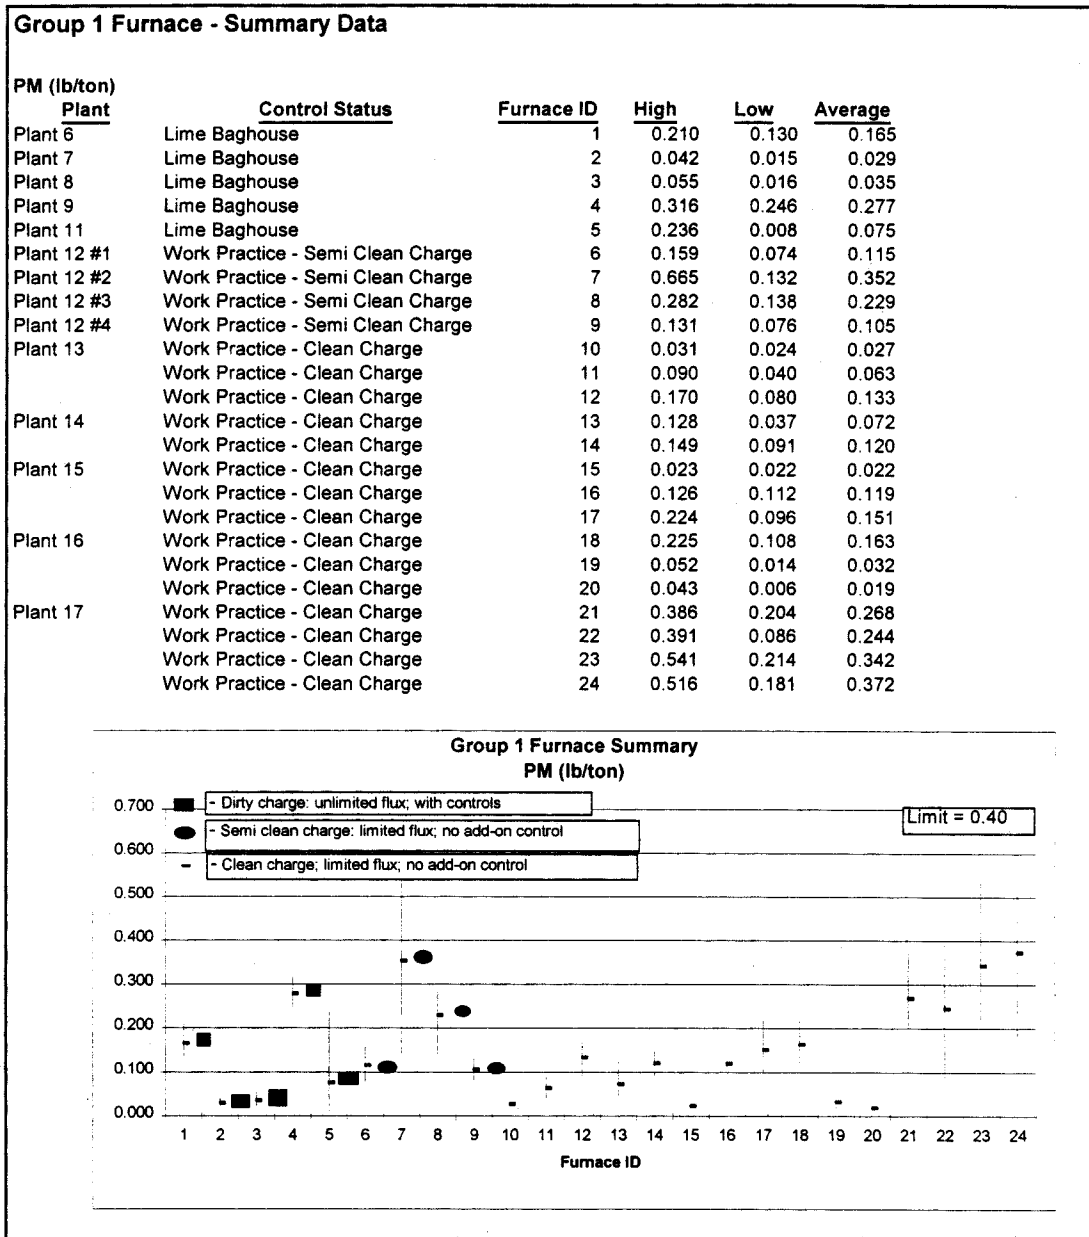 Group 1 Furnace - Summary Data
PM (lb/ton)
Plant Control Status Furnace ID High Low Average
Plant 6 Lime Baghouse 1 0.210 0.130 0.165
Plant 7 Lime Baghouse 2 0.042 0.015 0.029
Plant 8 Lime Baghouse 3 0.055 0.016 0.035
Plant 9 Lime Baghouse 4 0.316 0.246 0.277
Plant 11 Lime Baghouse 5 0.236 0.008 0.075
Plant 12 #1 Work Practice - Semi Clean Charge 6 0.159 0.074 0.115
Plant 12 #2 Work Practice - Semi Clean Charge 7 0.665 0.132 0.352
Plant 12 #3 Work Practice - Semi Clean Charge 8 0.282 0.138 0.229
Plant 12 #4 Work Practice - Semi Clean Charge 9 0.131 0.076 0.105
Plant 13 Work Practice - Clean Charge 10 0.031 0.024 0.027
Work Practice - Clean Charge 11 0.090 0.040 0.063
Work Practice - Clean Charge 12 0.170 0.080 0.133
Plant 14 Work Practice - Clean Charge 13 0.128 0.037 0.072
Work Practice - Clean Charge 14 0.149 0.091 0.120
Plant 15 Work Practice - Clean Charge 15 0.023 0.022 0.022
Work Practice - Clean Charge 16 0.126 0.112 0.119
Work Practice - Clean Charge 17 0.224 0.096 0.151
Plant 16 Work Practice - Clean Charge 18 0.225 0.108 0.163
Work Practice - Clean Charge 19 0.052 0.014 0.032
Work Practice - Clean Charge 20 0.043 0.006 0.019
Plant 17 Work Practice - Clean Charge 21 0.386 0.204 0.268
Work Practice - Clean Charge 22 0.391 0.086 0.244
Work Practice - Clean Charge 23 0.541 0.214 0.342
Work Practice - Clean Charge 24 0.516 0.181 0.372
Group 1 Furnace Summary
PM (lb/ton)
- Dirty charge: unlimited flux; with controls
- Semi clean charge: limited flux; no add-on control
- Clean charge; limited flux; no add-on control
Limit = 0.40
0.700
0.600
0.500
0.400
0.300
0.200
0.100
0.000
1 2 3 4 5 6 7 8 9 10 11 12 13 14 15 16 17 18 19 20 21 22 23 24
Furnace ID